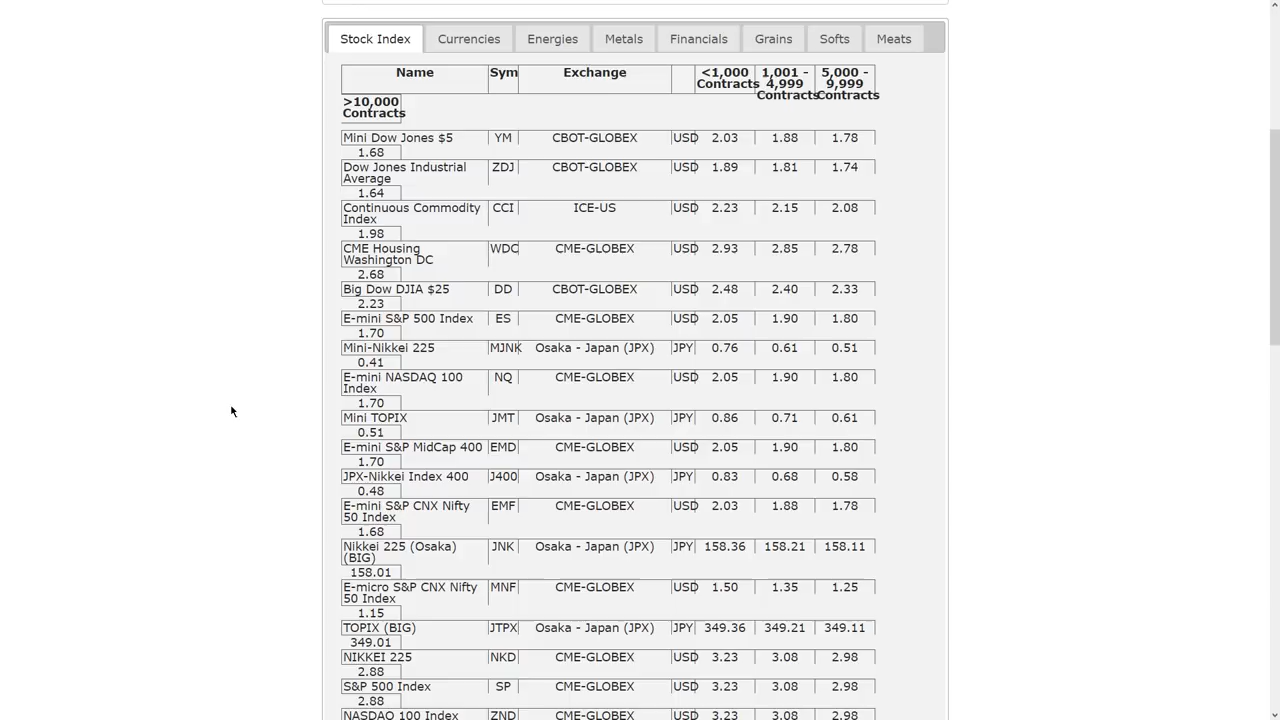 Stock Index Currencies Energies Metals Financials Grains Softs Meats
Name Sym Exchange <1,000 Contracts 1,001 - 4,999 Contracts 5,000 - 9,999 Contracts
>10,000 Contracts
Mini Dow Jones $5 YM CBOT-GLOBEX USD 2.03 1.88 1.78
1.68
Dow Jones Industrial Average ZDJ CBOT-GLOBEX USD 1.89 1.81 1.74
1.64
Continuous Commodity Index CCI ICE-US USD 2.23 2.15 2.08
1.98
CME Housing Washington DC WDC CME-GLOBEX USD 2.93 2.85 2.78
2.68
Big Dow DJIA $25 DD CBOT-GLOBEX USD 2.48 2.40 2.33
2.23
E-mini S&P 500 Index ES CME-GLOBEX USD 2.05 1.90 1.80
1.70
Mini-Nikkei 225 MJNK Osaka - Japan (JPX) JPY 0.76 0.61 0.51
0.41
E-mini NASDAQ 100 Index NQ CME-GLOBEX USD 2.05 1.90 1.80
1.70
Mini TOPIX JMT Osaka - Japan (JPX) JPY 0.86 0.71 0.61
0.51
E-mini S&P MidCap 400 EMD CME-GLOBEX USD 2.05 1.90 1.80
1.70
JPX-Nikkei Index 400 J400 Osaka - Japan (JPX) JPY 0.83 0.68 0.58
0.48
E-mini S&P CNX Nifty 50 Index EMF CME-GLOBEX USD 2.03 1.88 1.78
1.68
Nikkei 225 (Osaka) (BIG) JNK Osaka - Japan (JPX) JPY 158.36 158.21 158.11
158.01
E-micro S&P CNX Nifty 50 Index MNF CME-GLOBEX USD 1.50 1.35 1.25
1.15
TOPIX (BIG) JTPX Osaka - Japan (JPX) JPY 349.36 349.21 349.11
349.01
NIKKEI 225 NKD CME-GLOBEX USD 3.23 3.08 2.98
2.88
S&P 500 Index SP CME-GLOBEX USD 3.23 3.08 2.98
2.88
NASDAQ 100 Index ZND CME-GLOBEX USD 3.23 3.08 2.98